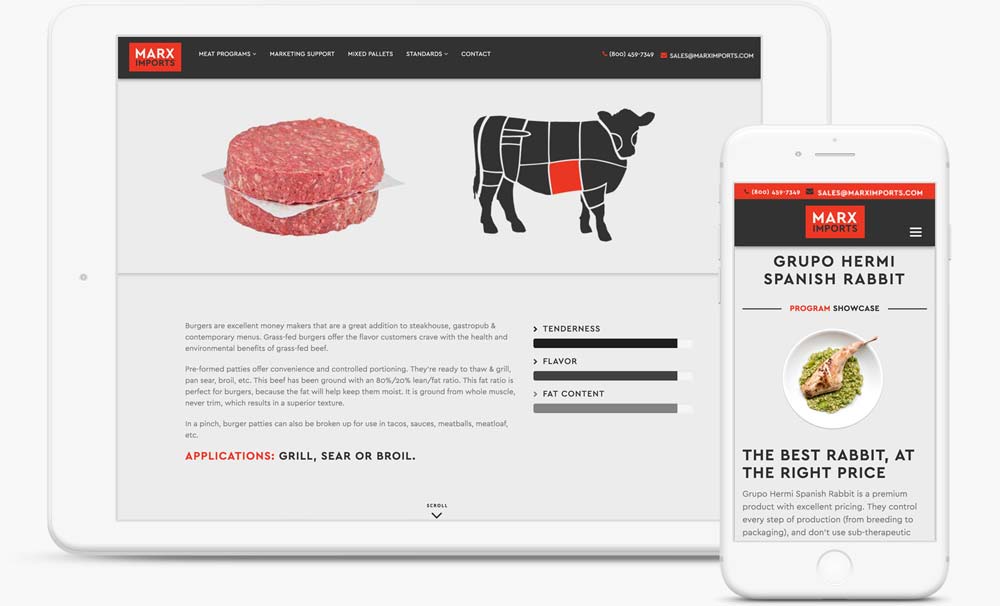 MARX
IMPORTS
MEAT PROGRAMS
MARKETING SUPPORT
MIXED PALLETS
STANDARDS
CONTACT
(800) 459-7349
SALES@MARXIMPORTS.COM
Burgers are excellent money makers that are a great addition to steakhouse, gastropub &
contemporary menus. Grass-fed burgers offer the flavor customers crave with the health and
environmental benefits of grass-fed beef.
Pre-formed patties offer convenience and controlled portioning. They're ready to thaw & grill,
pan sear, broil, etc. This beef has been ground with an 80%/20% lean/fat ratio. This fat ratio is
perfect for burgers, because the fat will help keep them moist. It is ground from whole muscle,
never trim, which results in a superior texture.
In a pinch, burger patties can also be broken up for use in tacos, sauces, meatballs, meatloaf,
etc.
APPLICATIONS: GRILL, SEAR OR BROIL.
TENDERNESS
FLAVOR
FAT CONTENT
SCROLL
(800) 459-7349 SALES@MARXIMPORTS.COM
MARX
IMPORTS
GRUPO HERMI
SPANISH RABBIT
PROGRAM SHOWCASE
THE BEST RABBIT, AT
THE RIGHT PRICE
Grupo Hermi Spanish Rabbit is a premium
product with excellent pricing. They control
every step of production (from breeding to
packaging), and don't use sub-therapeutic